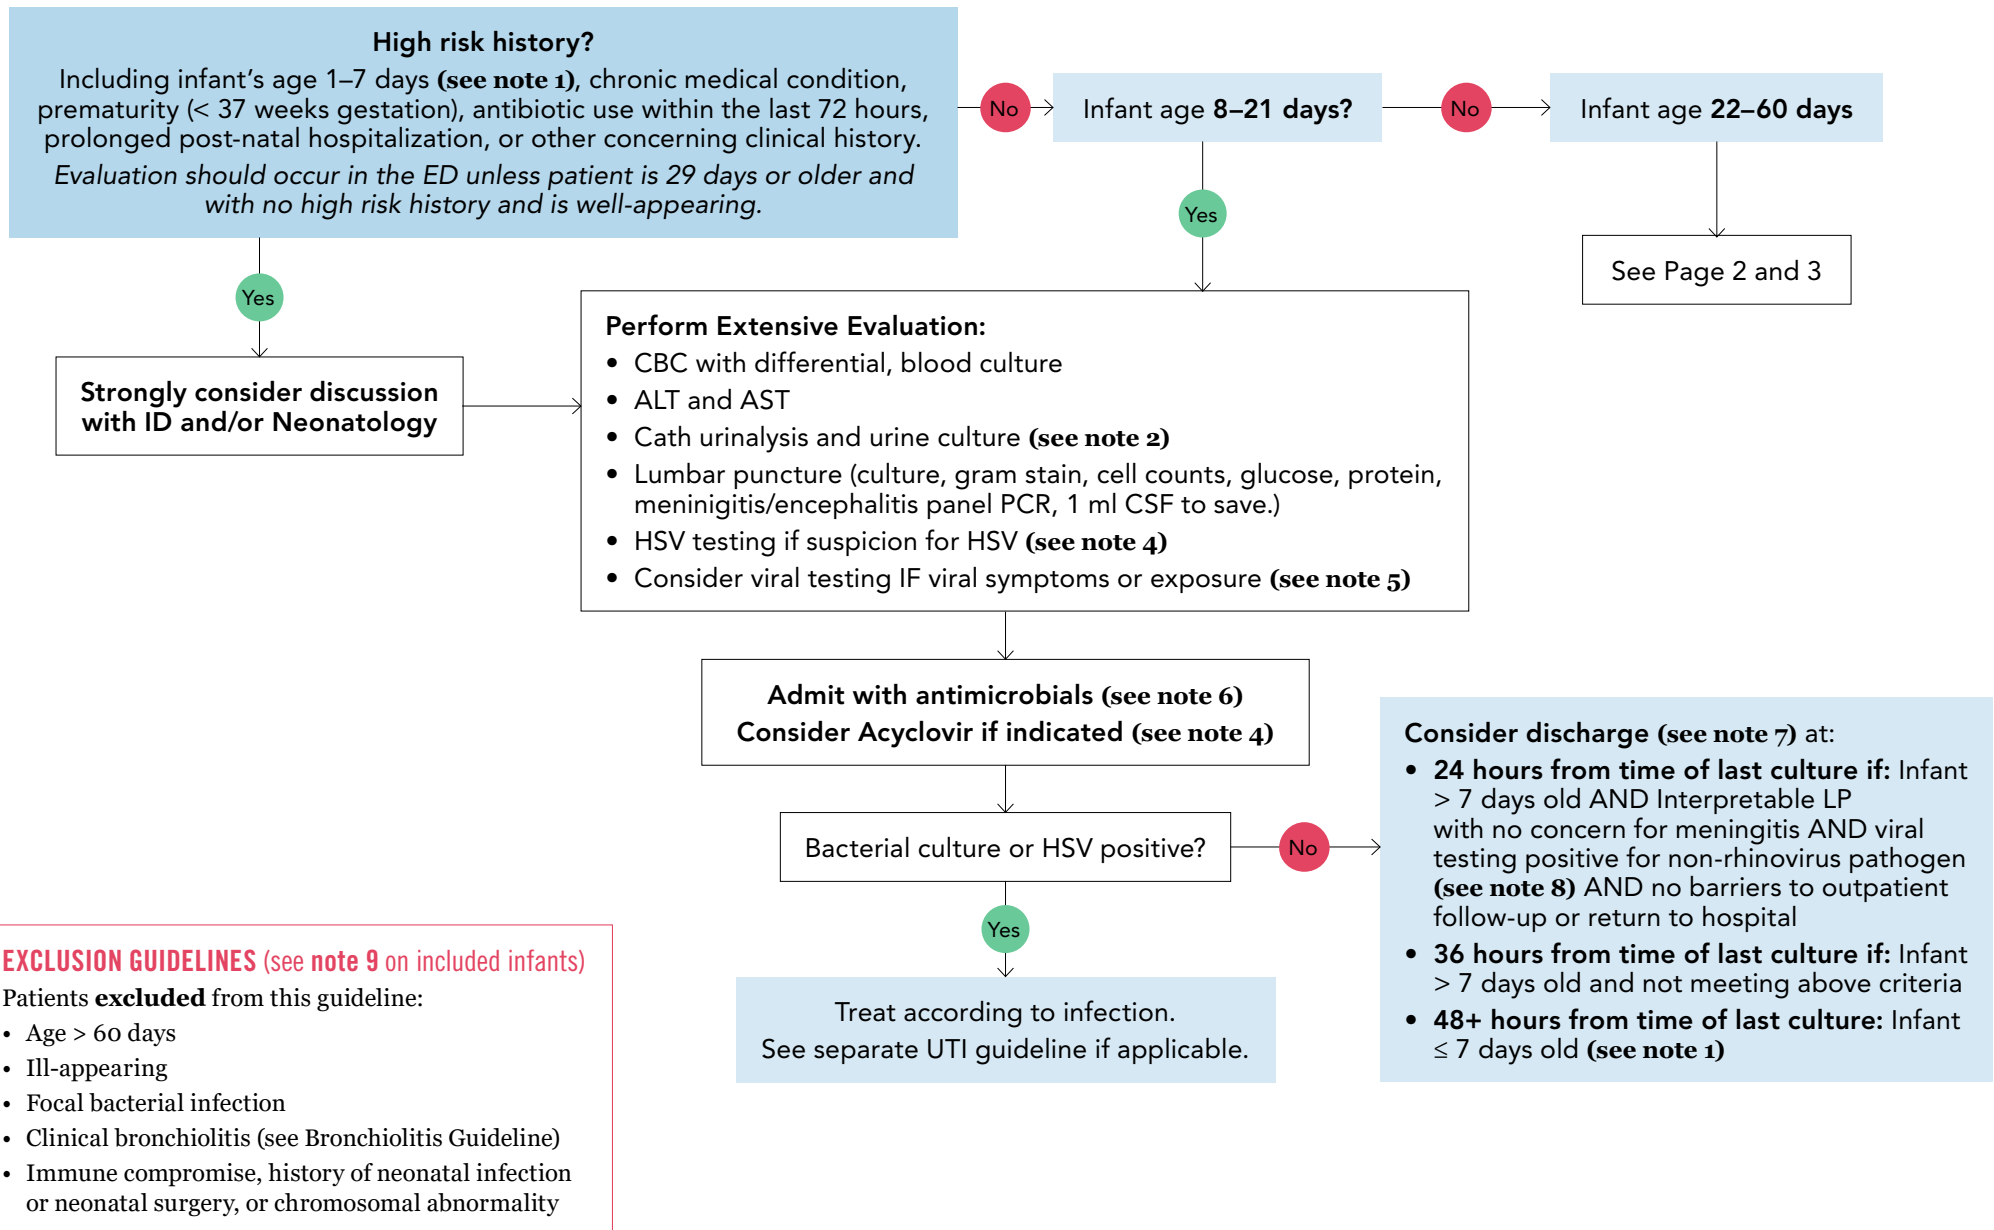 High risk history?
Including infant's age 1–7 days (see note 1), chronic medical condition,
prematurity (< 37 weeks gestation), antibiotic use within the last 72 hours,
prolonged post-natal hospitalization, or other concerning clinical history.
Evaluation should occur in the ED unless patient is 29 days or older and
with no high risk history and is well-appearing.
No
Infant age 8–21 days?
No
Infant age 22–60 days
Yes
Yes
See Page 2 and 3
Strongly consider discussion
with ID and/or Neonatology
Perform Extensive Evaluation:
• CBC with differential, blood culture
• ALT and AST
• Cath urinalysis and urine culture (see note 2)
• Lumbar puncture (culture, gram stain, cell counts, glucose, protein,
meninigitis/encephalitis panel PCR, 1 ml CSF to save.)
• HSV testing if suspicion for HSV (see note 4)
• Consider viral testing IF viral symptoms or exposure (see note 5)
Admit with antimicrobials (see note 6)
Consider Acyclovir if indicated (see note 4)
Bacterial culture or HSV positive?
No
Consider discharge (see note 7) at:
• 24 hours from time of last culture if: Infant
> 7 days old AND Interpretable LP
with no concern for meningitis AND viral
testing positive for non-rhinovirus pathogen
(see note 8) AND no barriers to outpatient
follow-up or return to hospital
• 36 hours from time of last culture if: Infant
> 7 days old and not meeting above criteria
• 48+ hours from time of last culture: Infant
≤ 7 days old (see note 1)
Yes
Treat according to infection.
See separate UTI guideline if applicable.
EXCLUSION GUIDELINES (see note 9 on included infants)
Patients excluded from this guideline:
• Age > 60 days
• Ill-appearing
• Focal bacterial infection
• Clinical bronchiolitis (see Bronchiolitis Guideline)
• Immune compromise, history of neonatal infection
or neonatal surgery, or chromosomal abnormality